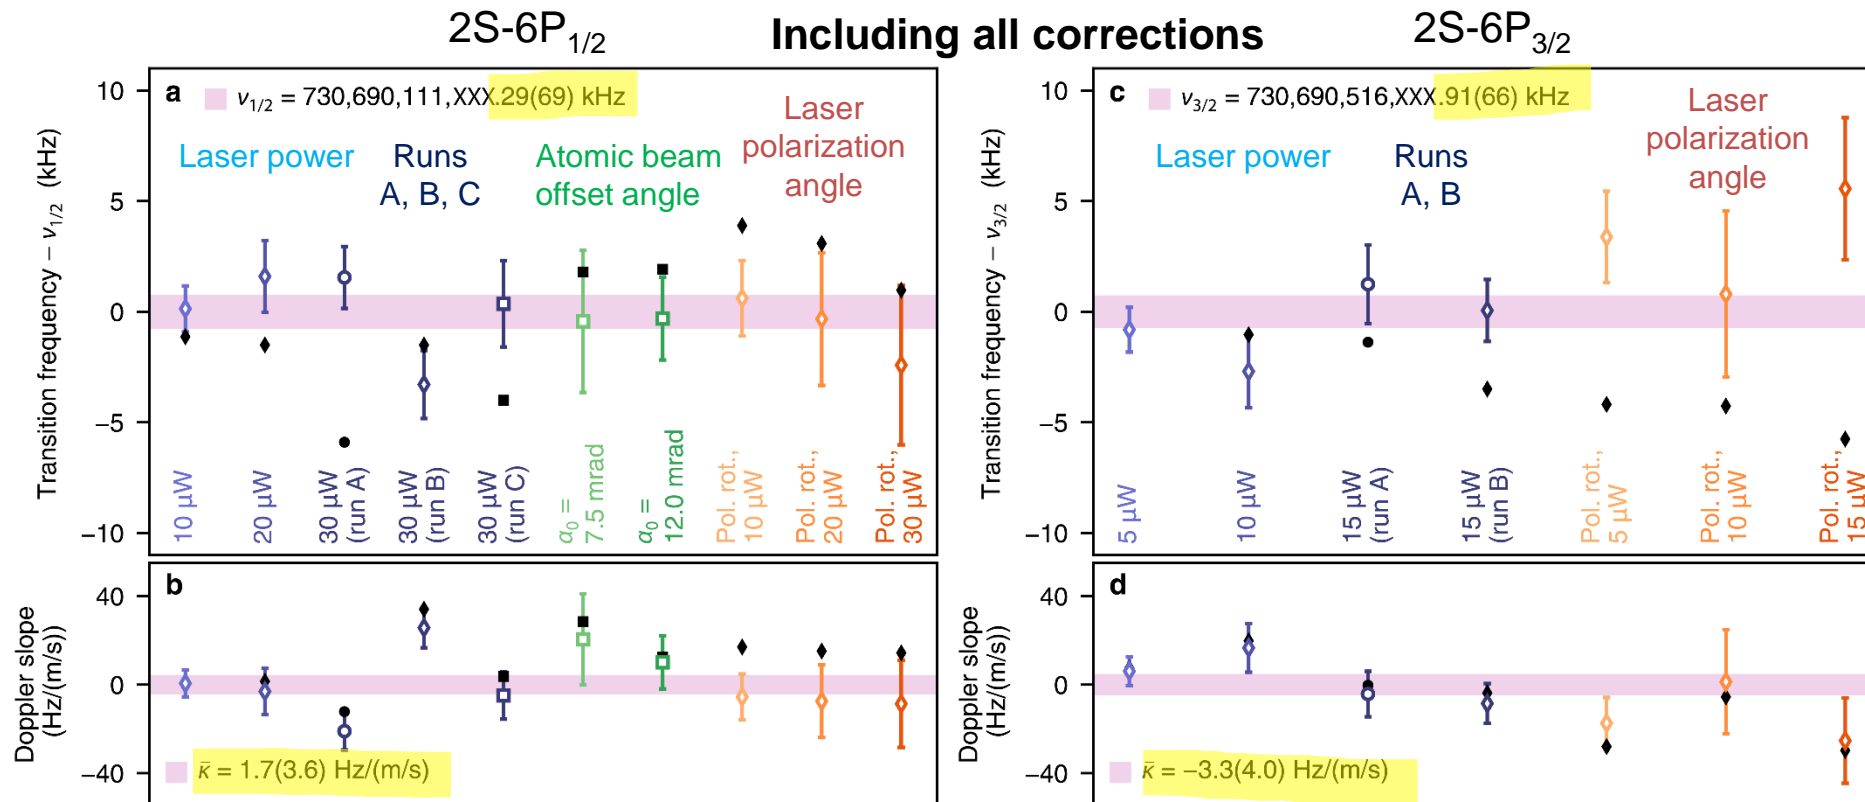 2S-6P1/2
Including all corrections
2S-6P3/2
a
ν1/2 = 730,690,111,XXX.29(69) kHz
Laser power
Runs
A, B, C
Atomic beam
offset angle
Laser
polarization
angle
Transition frequency − ν1/2 (kHz)
10
5
0
−5
−10
10 µW
20 µW
30 µW
(run A)
30 µW
(run B)
30 µW
(run C)
α0 =
7.5 mrad
α0 =
12.0 mrad
Pol. rot.,
10 µW
Pol. rot.,
20 µW
Pol. rot.,
30 µW
b
Doppler slope
(Hz/(m/s))
40
0
−40
κ̄ = 1.7(3.6) Hz/(m/s)
c
ν3/2 = 730,690,516,XXX.91(66) kHz
Laser power
Runs
A, B
Laser
polarization
angle
Transition frequency − ν3/2 (kHz)
10
5
0
−5
−10
5 µW
10 µW
15 µW
(run A)
15 µW
(run B)
Pol. rot.,
5 µW
Pol. rot.,
10 µW
Pol. rot.,
15 µW
d
Doppler slope
(Hz/(m/s))
40
0
−40
κ̄ = −3.3(4.0) Hz/(m/s)